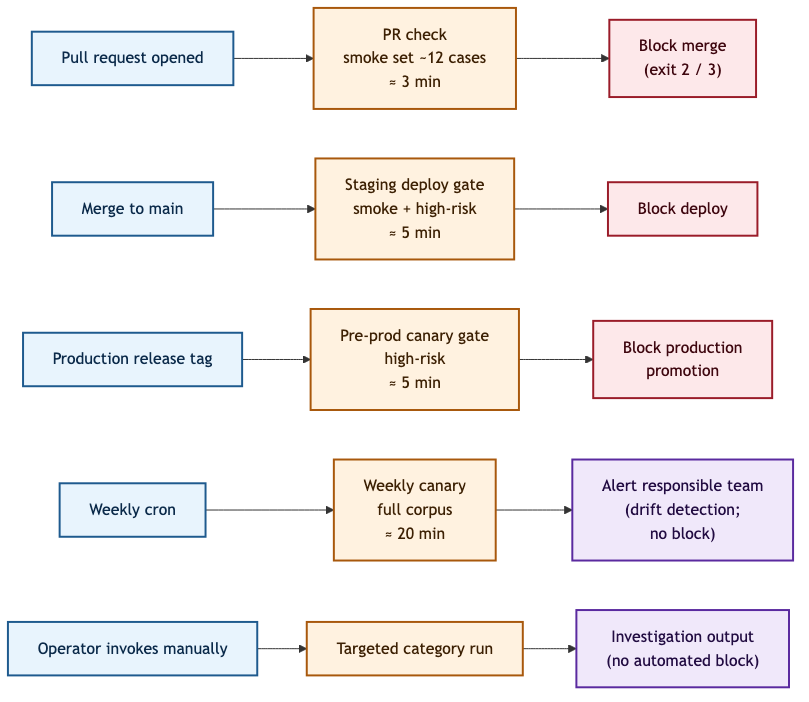 Pull request opened
PR check
smoke set ~12 cases
≈ 3 min
Block merge
(exit 2 / 3)
Merge to main
Staging deploy gate
smoke + high-risk
≈ 5 min
Block deploy
Production release tag
Pre-prod canary gate
high-risk
≈ 5 min
Block production
promotion
Weekly cron
Weekly canary
full corpus
≈ 20 min
Alert responsible team
(drift detection;
no block)
Operator invokes manually
Targeted category run
Investigation output
(no automated block)